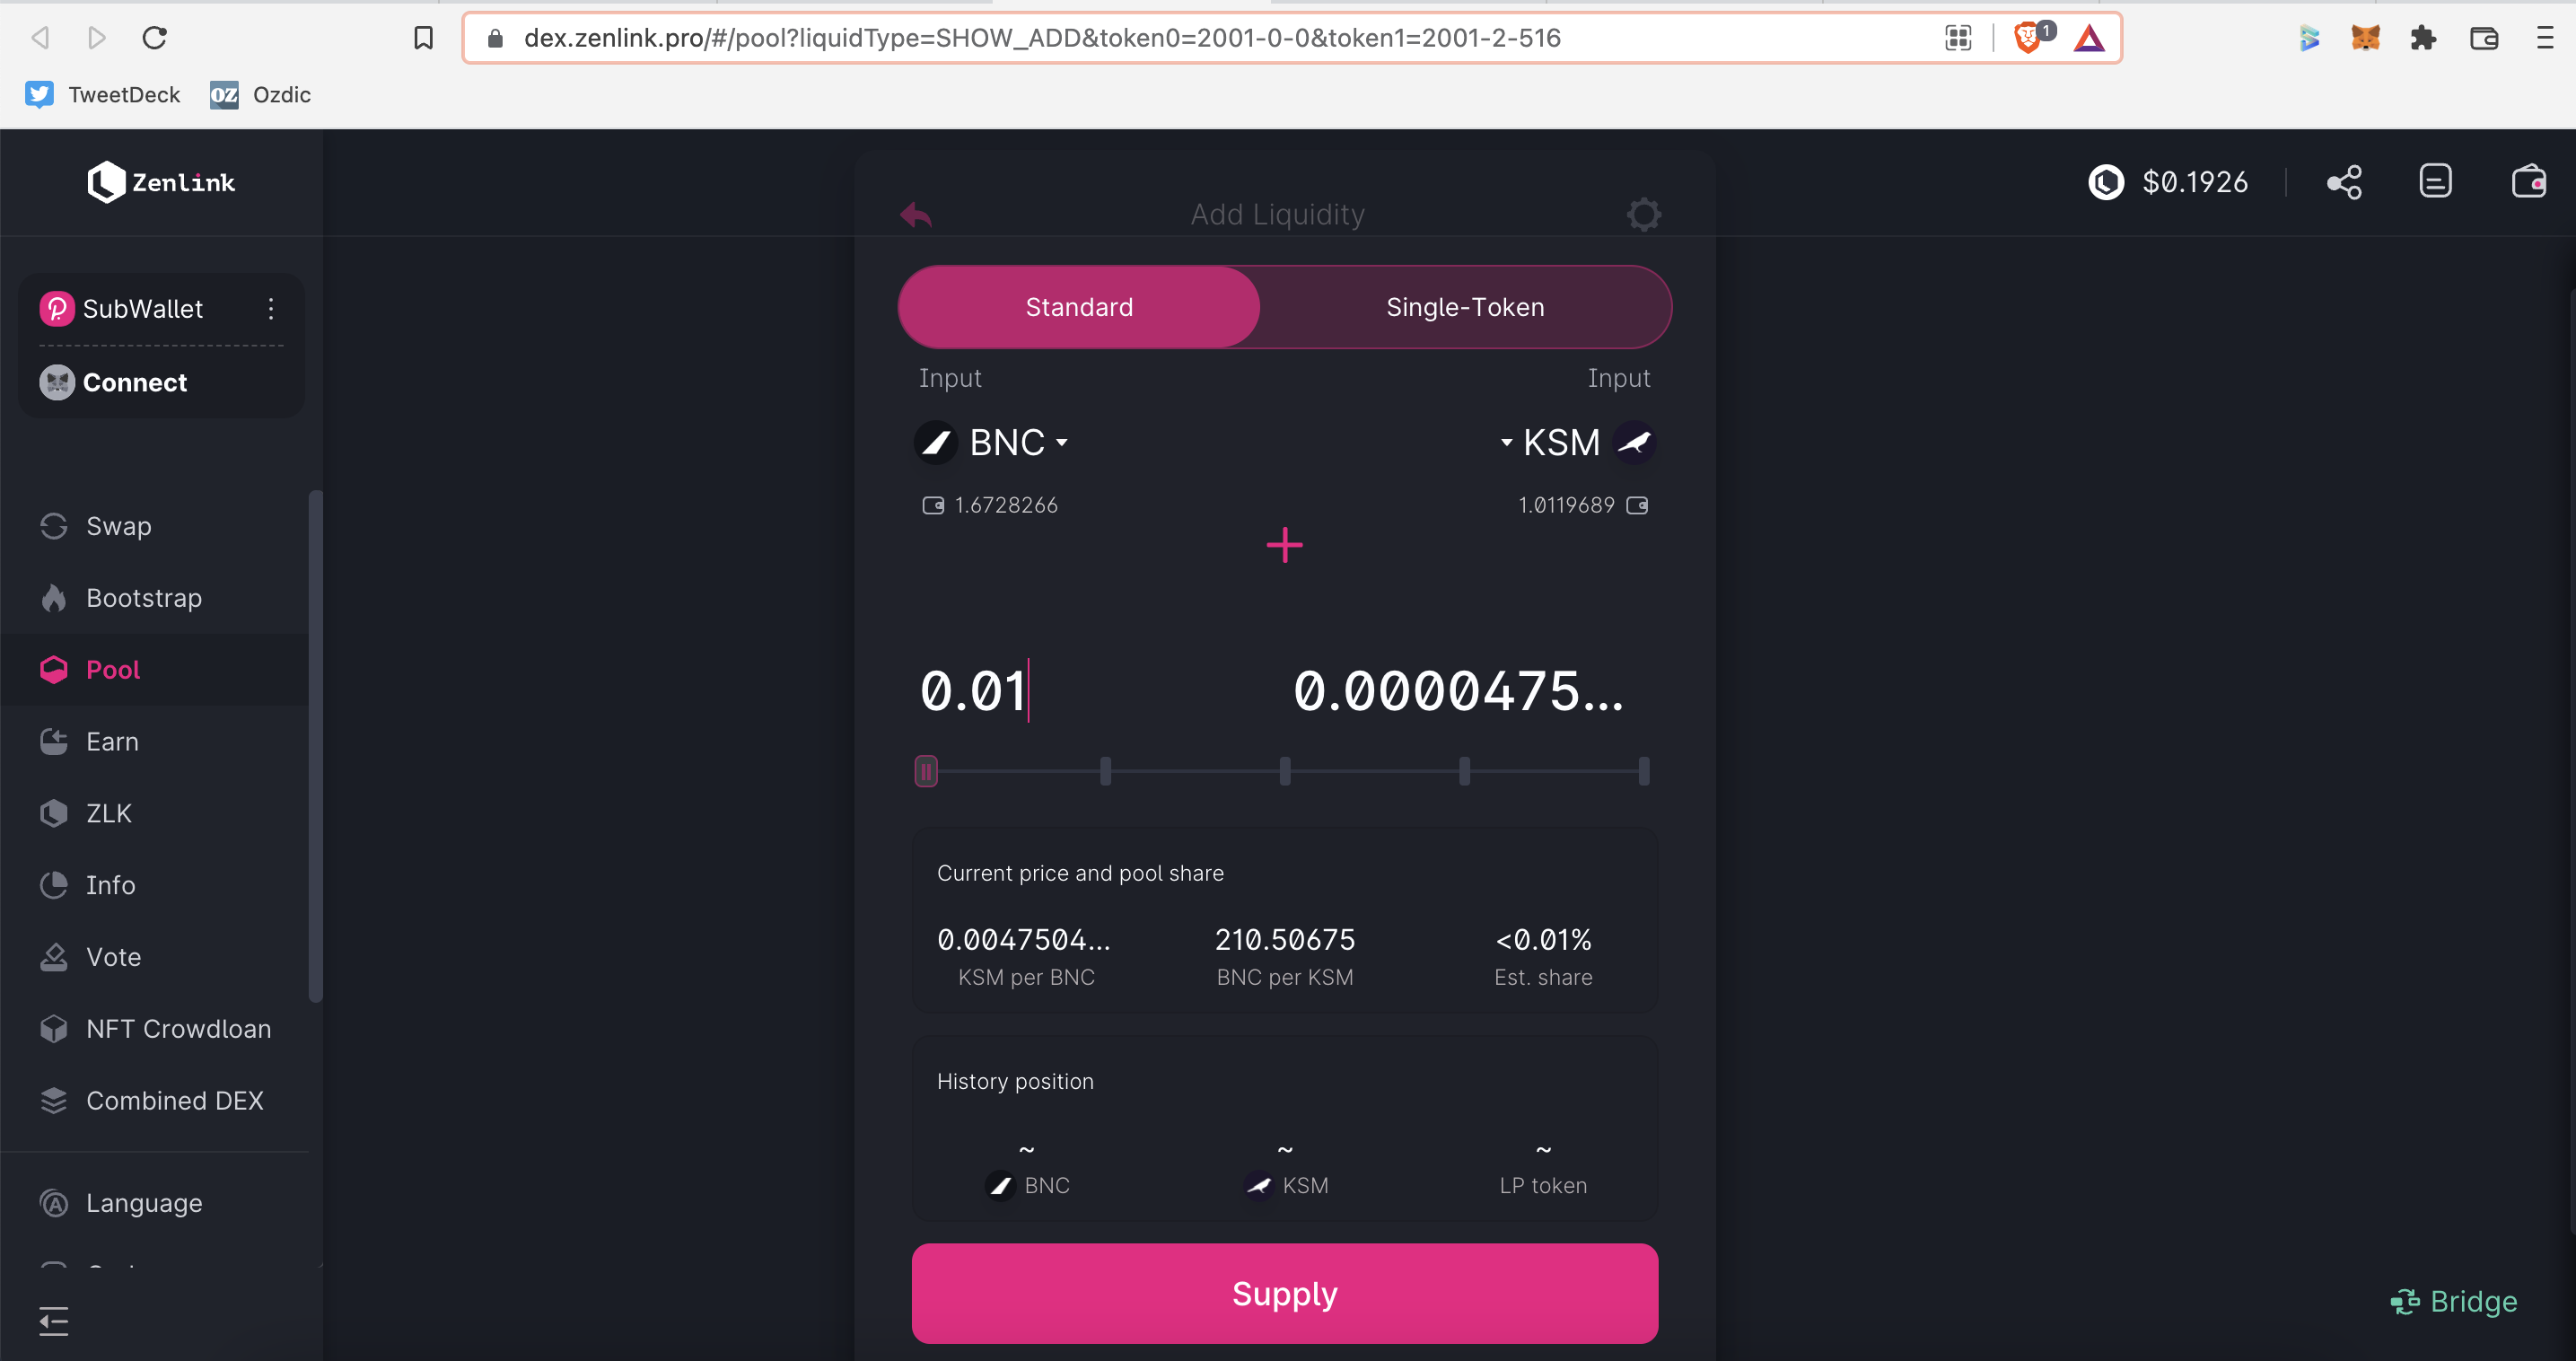 dex.zenlink.pro/#/pool?liquidType=SHOW_ADD&token0=2001-0-0&token1=2001-2-516
1
TweetDeck
OZ Ozdic
Zenlink
$0.1926
Add Liquidity
SubWallet
Connect
Standard
Single-Token
Input
Input
BNC
KSM
1.6728266
1.0119689
Swap
Bootstrap
Pool
Earn
ZLK
Info
Vote
NFT Crowdloan
Combined DEX
Language
0.01
0.0000475...
Current price and pool share
0.0047504...
210.50675
<0.01%
KSM per BNC
BNC per KSM
Est. share
History position
~
~
~
BNC
KSM
LP token
Supply
Bridge